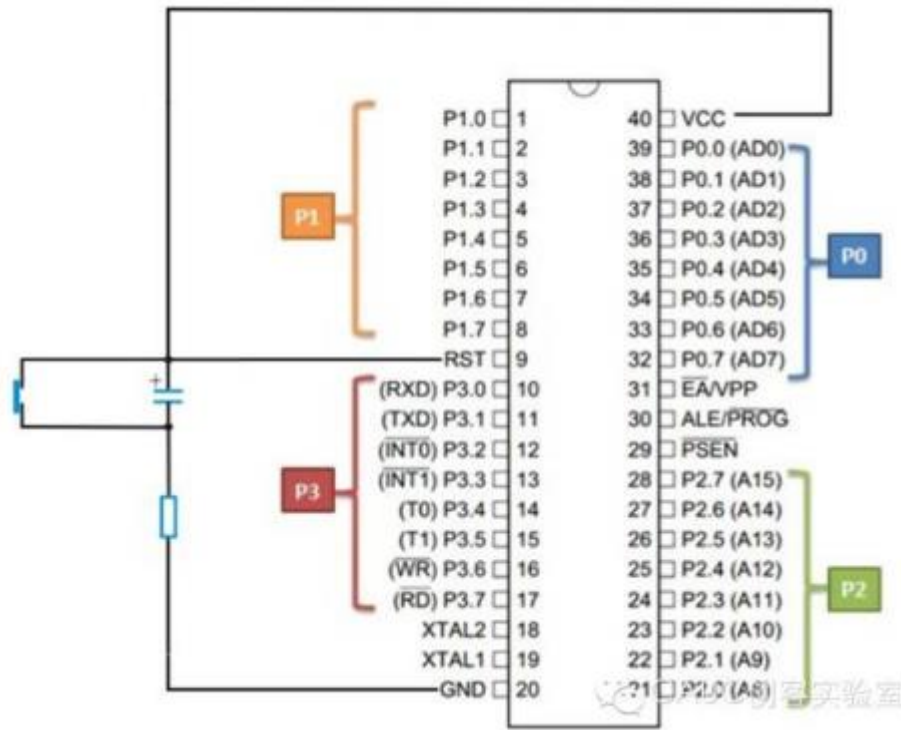 P1.0 1 40 VCC
P1.1 2 39 P0.0 (AD0)
P1.2 3 38 P0.1 (AD1)
P1.3 4 37 P0.2 (AD2)
P1.4 5 36 P0.3 (AD3)
P1.5 6 35 P0.4 (AD4)
P1.6 7 34 P0.5 (AD5)
P1.7 8 33 P0.6 (AD6)
RST 9 32 P0.7 (AD7)
(RXD) P3.0 10 31 EA/VPP
(TXD) P3.1 11 30 ALE/PROG
(INT0) P3.2 12 29 PSEN
(INT1) P3.3 13 28 P2.7 (A15)
(T0) P3.4 14 27 P2.6 (A14)
(T1) P3.5 15 26 P2.5 (A13)
(WR) P3.6 16 25 P2.4 (A12)
(RD) P3.7 17 24 P2.3 (A11)
XTAL2 18 23 P2.2 (A10)
XTAL1 19 22 P2.1 (A9)
GND 20 21 P2.0 (A8)
P1
P0
P3
P2
+
创客实验室